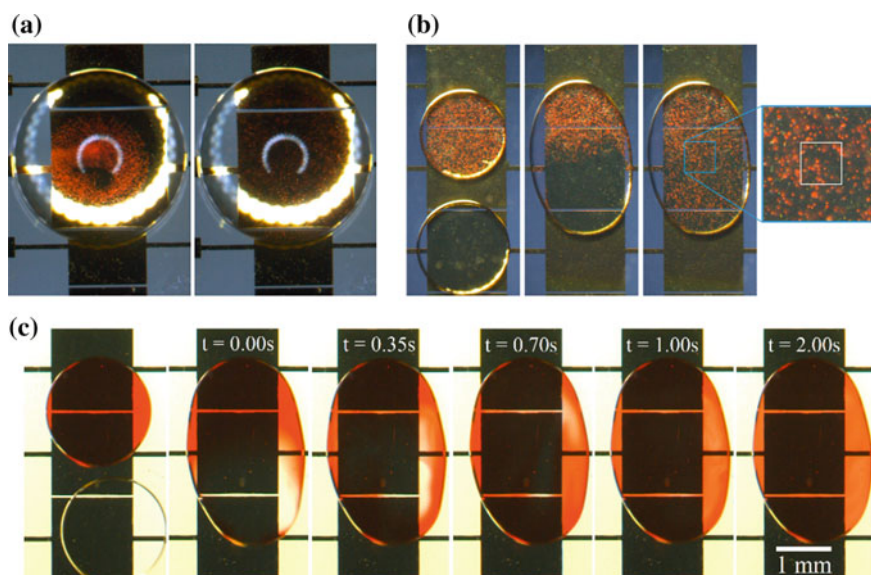 (a)
(b)
(c)
t = 0.00s
t = 0.35s
t = 0.70s
t = 1.00s
t = 2.00s
1 mm